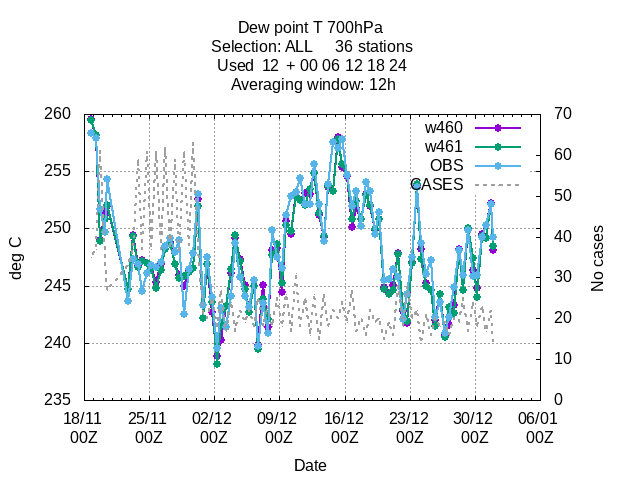 Dew point T 700hPa
Selection: ALL 36 stations
Used 12 + 00 06 12 18 24
Averaging window: 12h
260
255
250
245
240
235
deg C
70
60
50
40
30
20
10
0
No cases
w460
w461
OBS
CASES
18/11 25/11 02/12 09/12 16/12 23/12 30/12 06/01
00Z 00Z 00Z 00Z 00Z 00Z 00Z 00Z
Date